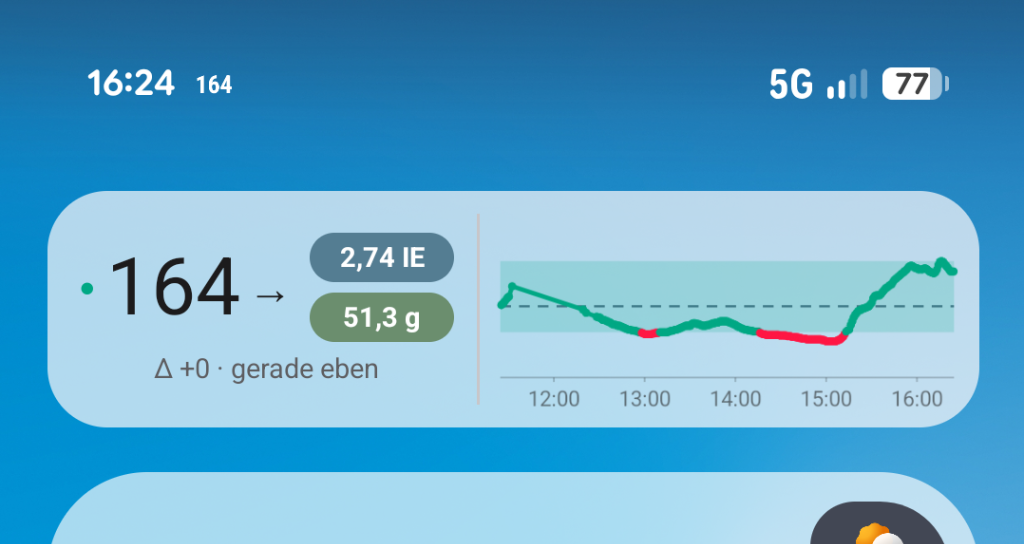 16:24 164 5G 77
164 → 2,74 IE
51,3 g
Δ +0 · gerade eben
12:00 13:00 14:00 15:00 16:00